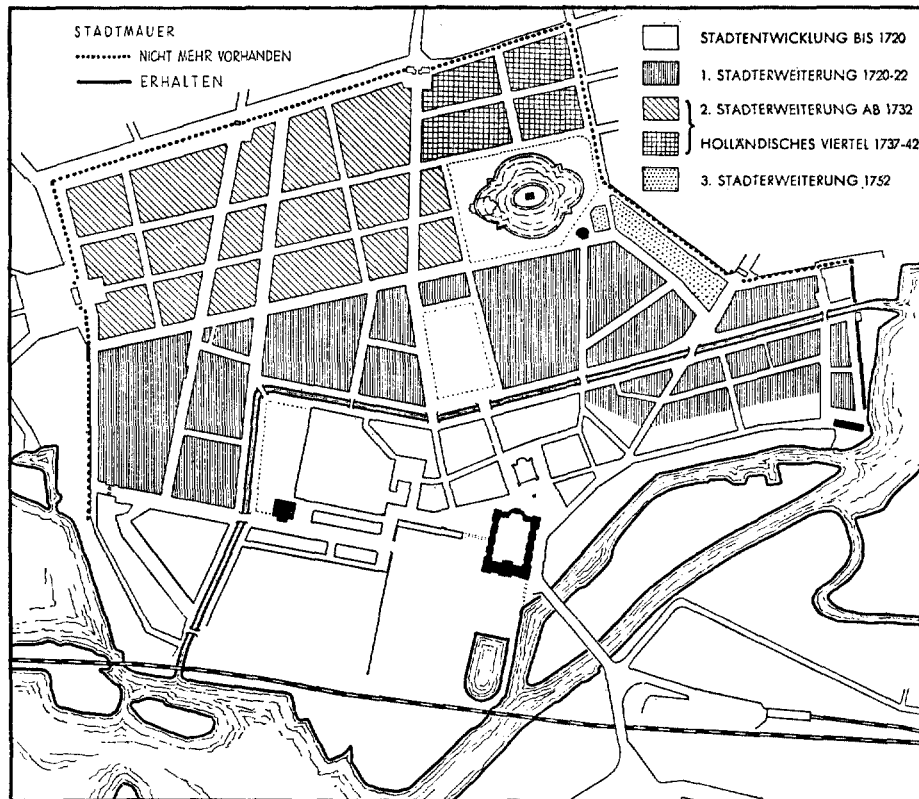 STADTMAUER
NICHT MEHR VORHANDEN
ERHALTEN
STADTENTWICKLUNG BIS 1720
1. STADTERWEITERUNG 1720-22
2. STADTERWEITERUNG AB 1732
HOLLÄNDISCHES VIERTEL 1737-42
3. STADTERWEITERUNG 1752